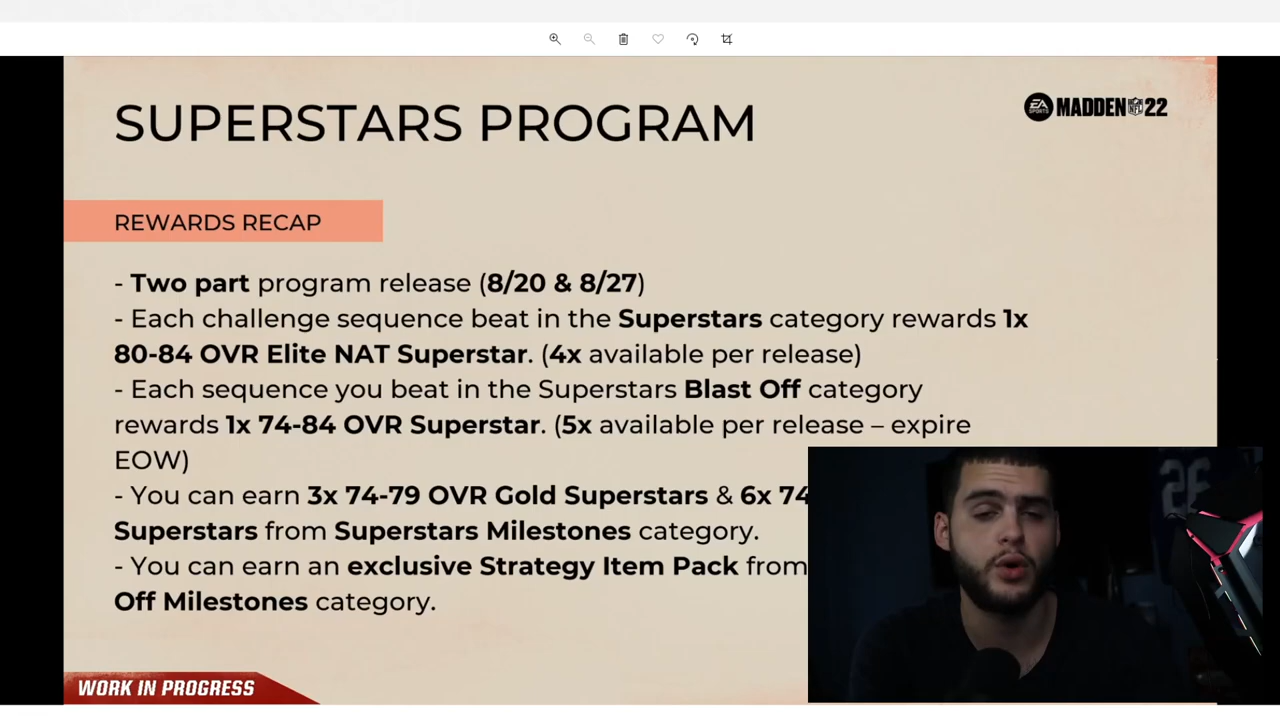 SUPERSTARS PROGRAM
EA
SPORTS
MADDEN NFL 22
REWARDS RECAP
- Two part program release (8/20 & 8/27)
- Each challenge sequence beat in the Superstars category rewards 1x
80-84 OVR Elite NAT Superstar. (4x available per release)
- Each sequence you beat in the Superstars Blast Off category
rewards 1x 74-84 OVR Superstar. (5x available per release – expire
EOW)
- You can earn 3x 74-79 OVR Gold Superstars & 6x 74
Superstars from Superstars Milestones category.
- You can earn an exclusive Strategy Item Pack from
Off Milestones category.
26
WORK IN PROGRESS